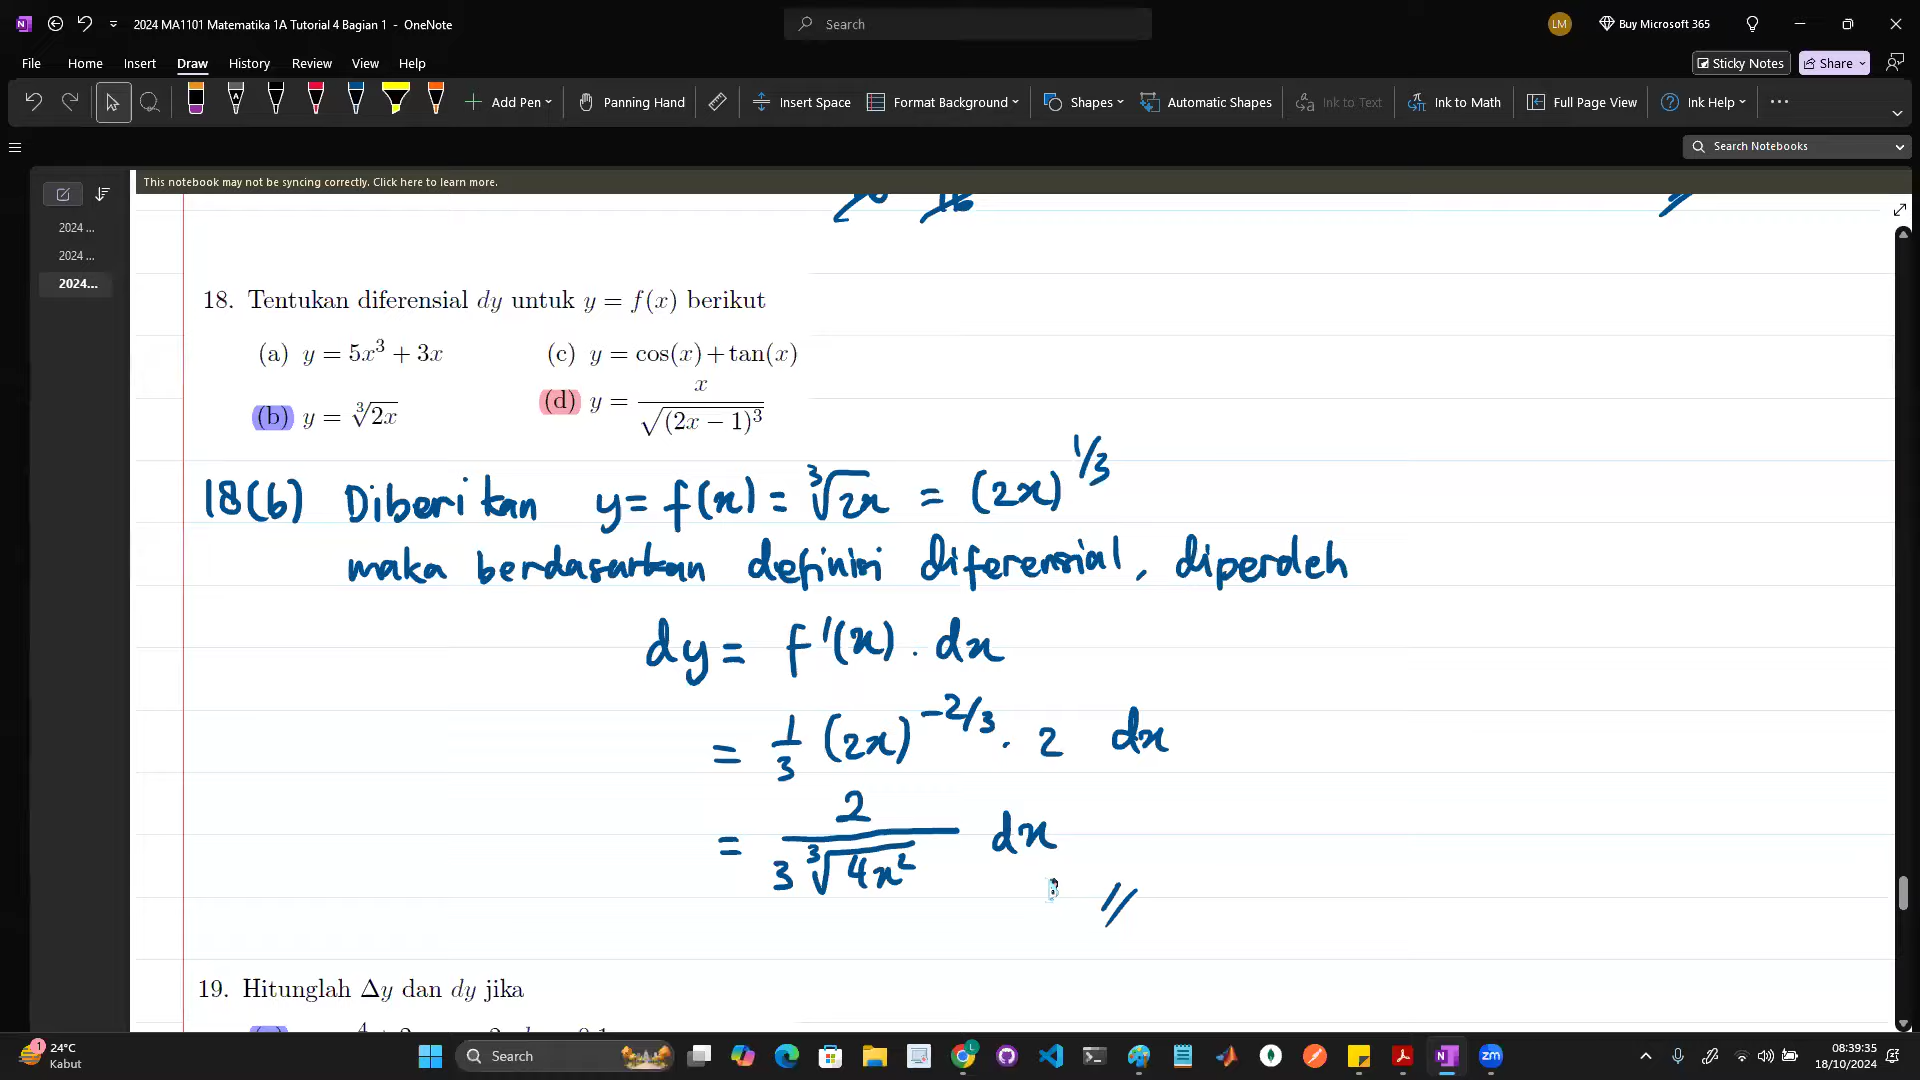 2024 MA1101 Matematika 1A Tutorial 4 Bagian 1 - OneNote
Search
LM
Buy Microsoft 365
File Home Insert Draw History Review View Help
Sticky Notes
Share
Add Pen
Panning Hand
Insert Space
Format Background
Shapes
Automatic Shapes
Ink to Text
Ink to Math
Full Page View
Ink Help
Search Notebooks
This notebook may not be syncing correctly. Click here to learn more.
2024 ...
2024 ...
2024...
18. Tentukan diferensial dy untuk y = f(x) berikut
(a) y = 5x³ + 3x (c) y = cos(x)+tan(x)
(b) y = ∛(2x) (d) y = x/√((2x − 1)³)
18(b) Diberikan y = f(x) = ∛(2x) = (2x)^1/3
maka berdasarkan definisi diferensial, diperoleh
dy = f'(x) . dx
= 1/3 (2x)^-2/3 . 2 dx
= 2/(3 ∛(4x²)) dx //
19. Hitunglah Δy dan dy jika
24°C
Kabut
Search
08:39:35
18/10/2024